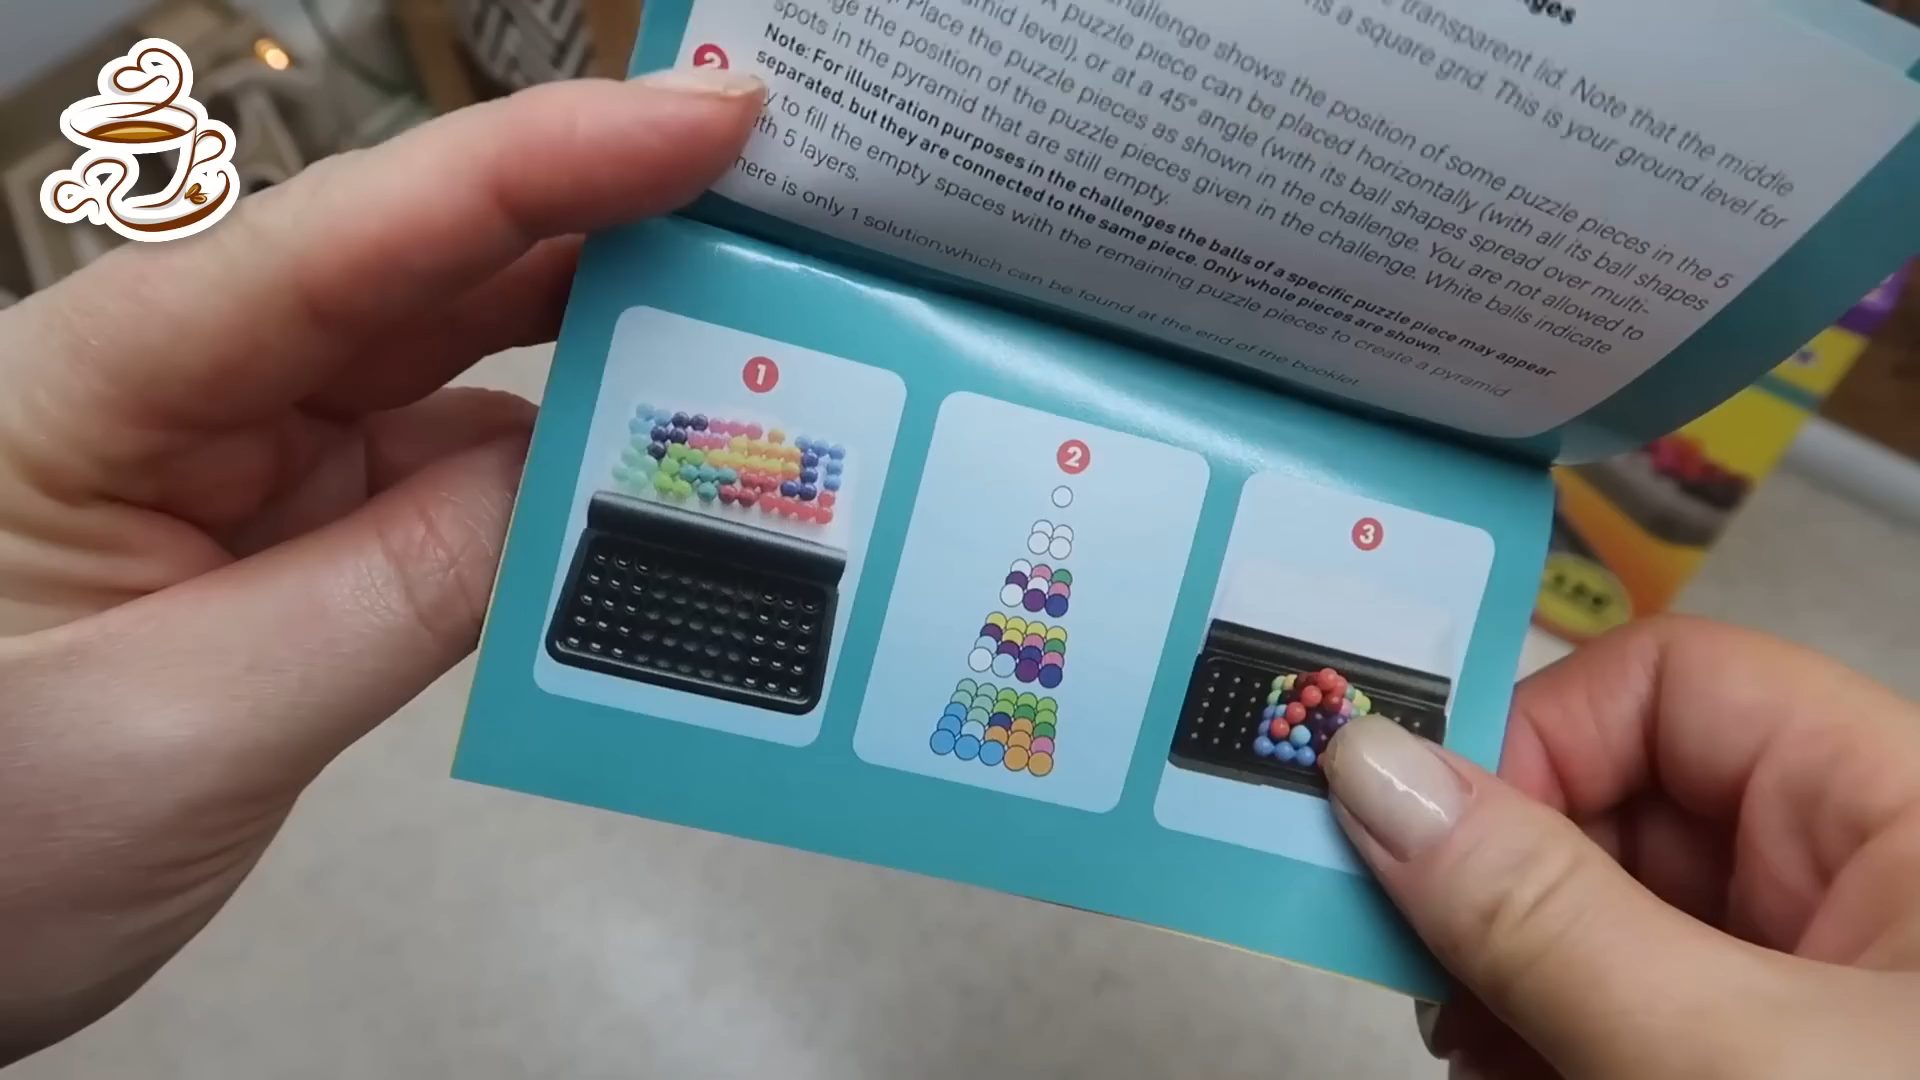 ges
transparent lid. Note that the middle
s a square grid. This is your ground level for
hallenge shows the position of some puzzle pieces in the 5
A puzzle piece can be placed horizontally (with all its ball shapes
mid level), or at a 45° angle (with its ball shapes spread over multi-
Place the puzzle pieces as shown in the challenge. You are not allowed to
ge the position of the puzzle pieces given in the challenge. White balls indicate
spots in the pyramid that are still empty.
Note: For illustration purposes in the challenges the balls of a specific puzzle piece may appear
separated, but they are connected to the same piece. Only whole pieces are shown.
y to fill the empty spaces with the remaining puzzle pieces to create a pyramid
th 5 layers.
here is only 1 solution,which can be found at the end of the booklet
1
2
3